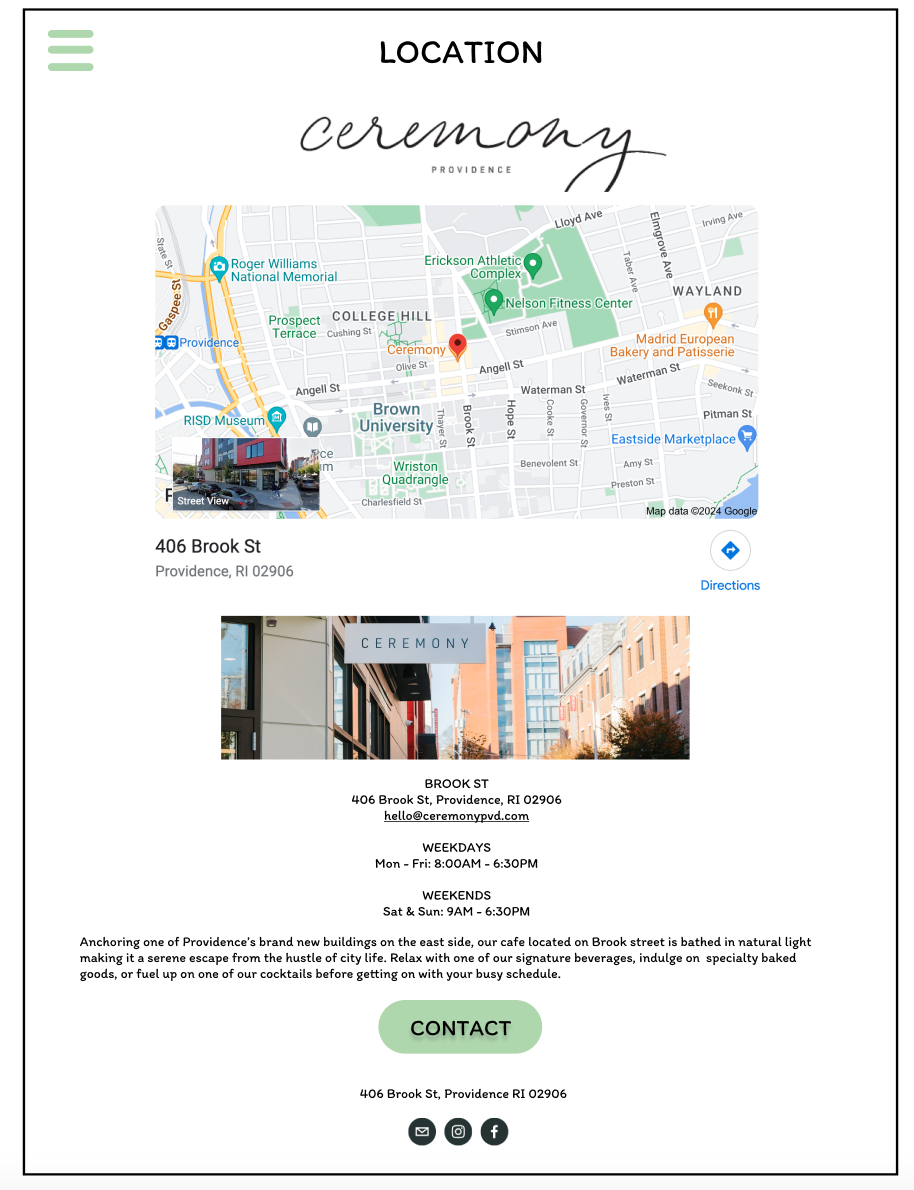 LOCATION
ceremony
PROVIDENCE
Lloyd Ave
Elmgrove Ave
Irving Ave
State St
Gaspee St
Roger Williams
National Memorial
Erickson Athletic
Complex
Taber Ave
WAYLAND
Nelson Fitness Center
COLLEGE HILL
Prospect
Terrace
Cushing St
Stimson Ave
Providence
Ceremony
Madrid European
Bakery and Patisserie
Olive St
Angell St
Angell St
Waterman St
Waterman St
Seekonk St
RISD Museum
Brown
University
Thayer St
Brook St
Hope St
Cooke St
Governor St
Ives St
Pitman St
Eastside Marketplace
Wriston
Quadrangle
Benevolent St
Amy St
Preston St
Charlesfield St
Street View
Map data ©2024 Google
406 Brook St
Providence, RI 02906
Directions
CEREMONY
BROOK ST
406 Brook St, Providence, RI 02906
hello@ceremonypvd.com
WEEKDAYS
Mon - Fri: 8:00AM - 6:30PM
WEEKENDS
Sat & Sun: 9AM - 6:30PM
Anchoring one of Providence's brand new buildings on the east side, our cafe located on Brook street is bathed in natural light
making it a serene escape from the hustle of city life. Relax with one of our signature beverages, indulge on  specialty baked
goods, or fuel up on one of our cocktails before getting on with your busy schedule.
CONTACT
406 Brook St, Providence RI 02906